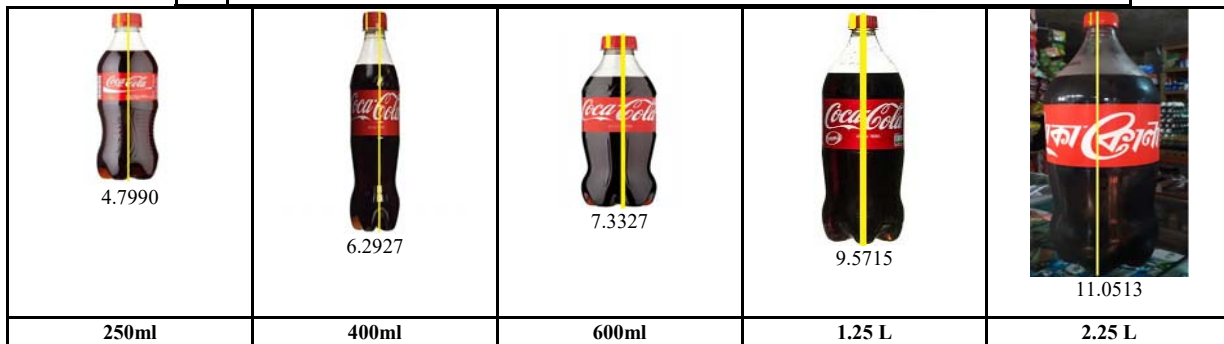 Coca-Cola
4.7990
Coca-Cola
6.2927
Coca-Cola
7.3327
Coca-Cola
9.5715
কোকা-কোলা
11.0513
250ml
400ml
600ml
1.25 L
2.25 L